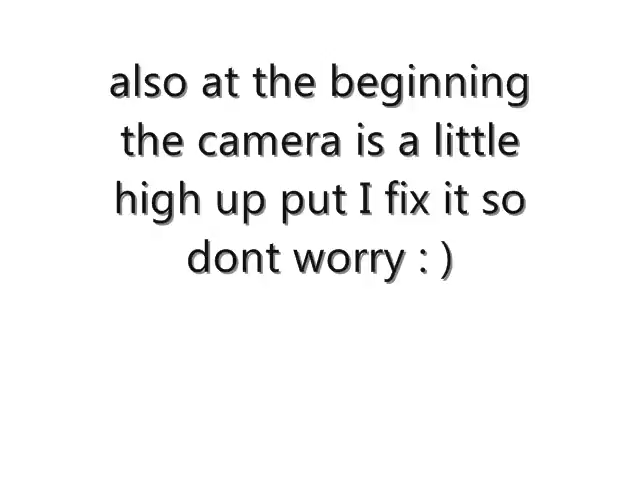 also at the beginning
the camera is a little
high up put I fix it so
dont worry : )